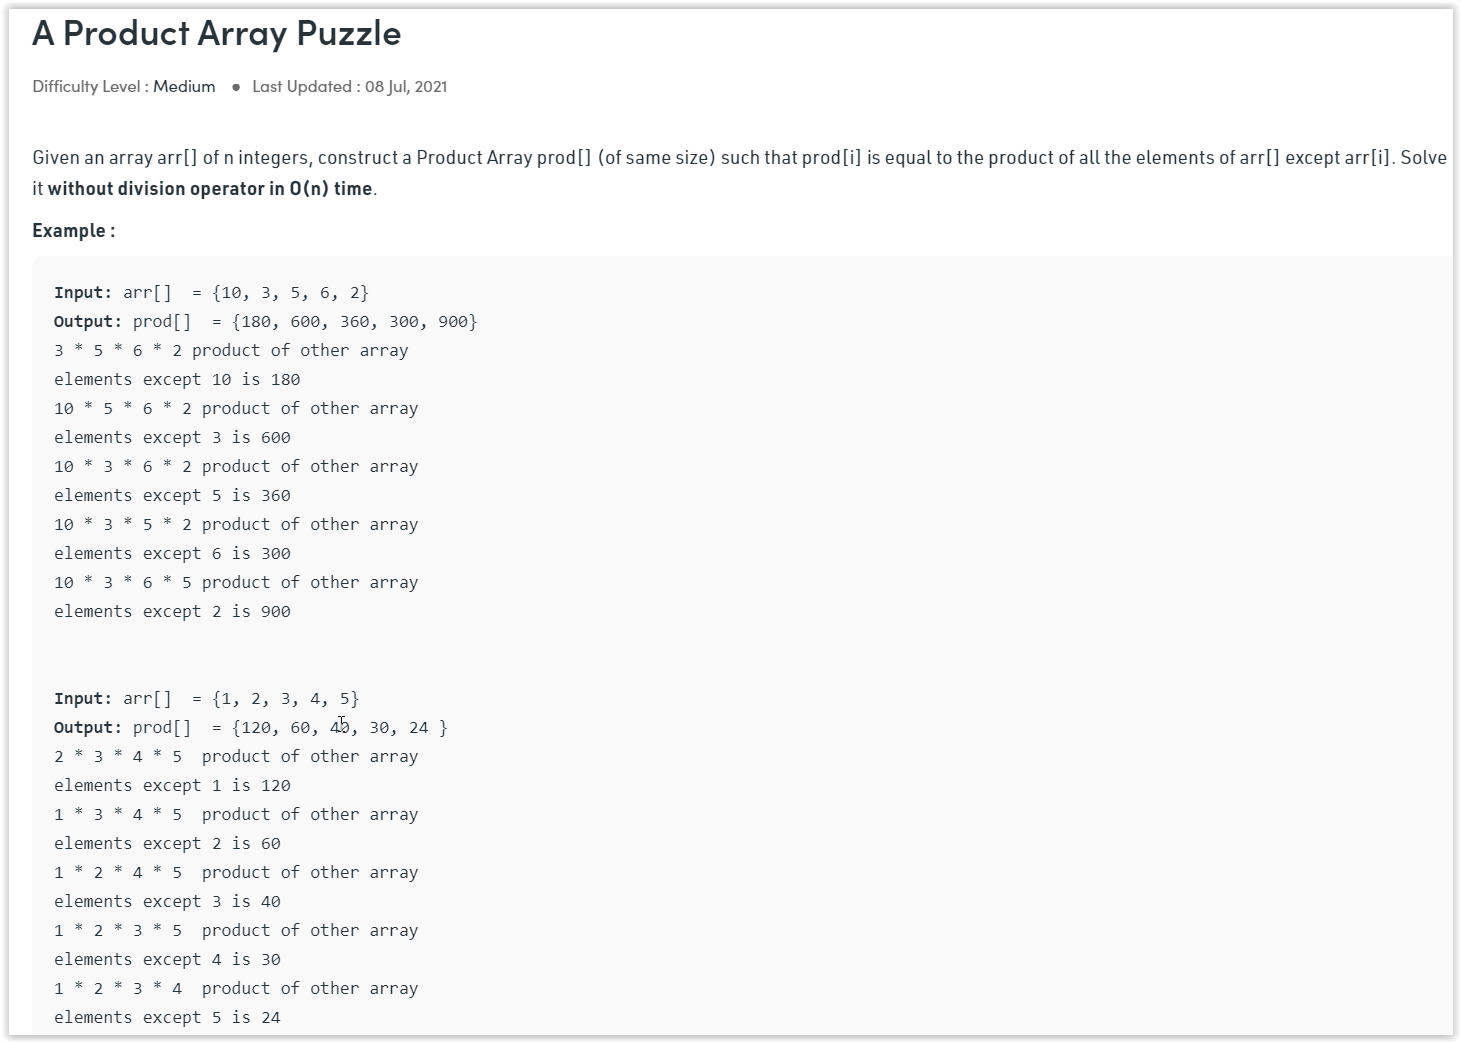 A Product Array Puzzle
Difficulty Level : Medium ● Last Updated : 08 Jul, 2021
Given an array arr[] of n integers, construct a Product Array prod[] (of same size) such that prod[i] is equal to the product of all the elements of arr[] except arr[i]. Solve
it without division operator in O(n) time.
Example :
Input: arr[]  = {10, 3, 5, 6, 2}
Output: prod[]  = {180, 600, 360, 300, 900}
3 * 5 * 6 * 2 product of other array
elements except 10 is 180
10 * 5 * 6 * 2 product of other array
elements except 3 is 600
10 * 3 * 6 * 2 product of other array
elements except 5 is 360
10 * 3 * 5 * 2 product of other array
elements except 6 is 300
10 * 3 * 6 * 5 product of other array
elements except 2 is 900
Input: arr[]  = {1, 2, 3, 4, 5}
Output: prod[]  = {120, 60, 40, 30, 24 }
2 * 3 * 4 * 5  product of other array
elements except 1 is 120
1 * 3 * 4 * 5  product of other array
elements except 2 is 60
1 * 2 * 4 * 5  product of other array
elements except 3 is 40
1 * 2 * 3 * 5  product of other array
elements except 4 is 30
1 * 2 * 3 * 4  product of other array
elements except 5 is 24